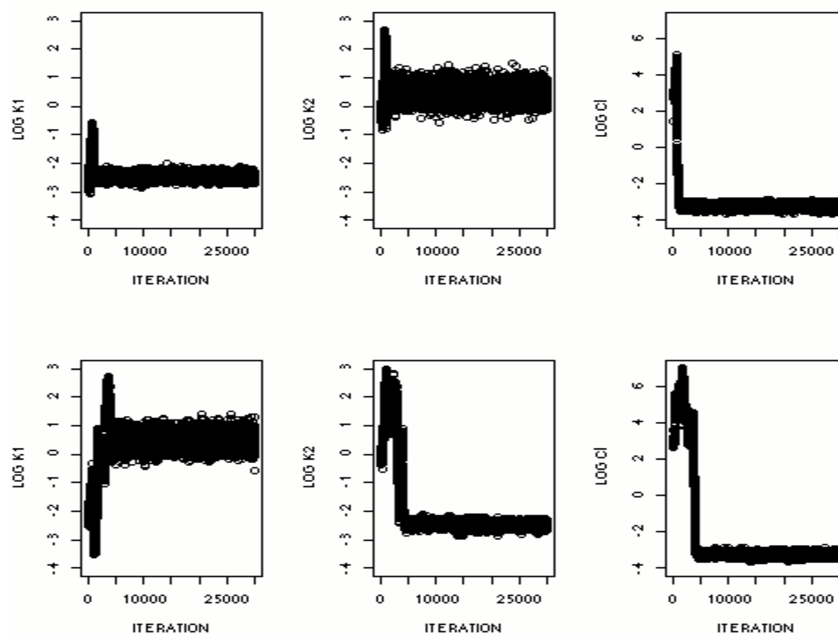 LOG K1
3
2
1
0
-1
-2
-3
-4
0 10000 25000
ITERATION
LOG K2
3
2
1
0
-1
-2
-3
-4
0 10000 25000
ITERATION
LOG Cl
6
4
2
0
-2
-4
0 10000 25000
ITERATION
LOG K1
3
2
1
0
-1
-2
-3
-4
0 10000 25000
ITERATION
LOG K2
3
2
1
0
-1
-2
-3
-4
0 10000 25000
ITERATION
LOG Cl
6
4
2
0
-2
-4
0 10000 25000
ITERATION